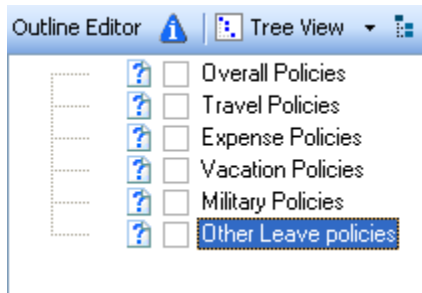 Outline Editor Tree View
Overall Policies
Travel Policies
Expense Policies
Vacation Policies
Military Policies
Other Leave policies